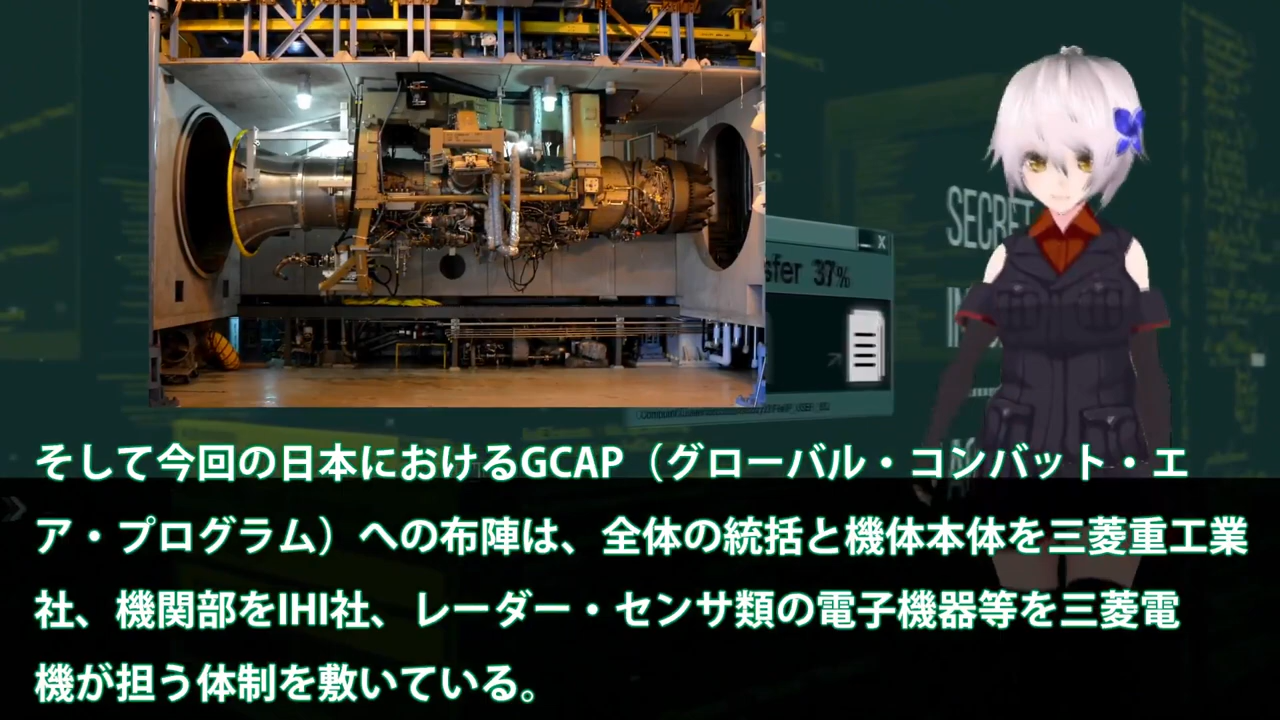 SECRET
sfer 37%
X
そして今回の日本におけるGCAP（グローバル・コンバット・エ
ア・プログラム）への布陣は、全体の統括と機体本体を三菱重工業
社、機関部をIHI社、レーダー・センサ類の電子機器等を三菱電
機が担う体制を敷いている。